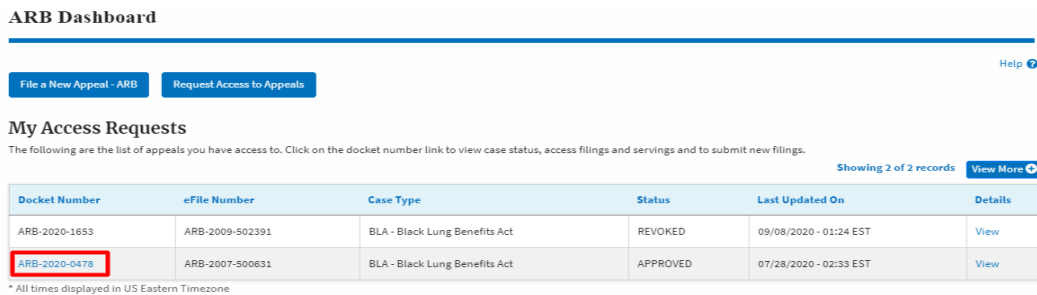 ARB Dashboard
Help
File a New Appeal - ARB Request Access to Appeals
My Access Requests
The following are the list of appeals you have access to. Click on the docket number link to view case status, access filings and servings and to submit new filings.
Showing 2 of 2 records View More
Docket Number eFile Number Case Type Status Last Updated On Details
ARB-2020-1653 ARB-2009-502391 BLA - Black Lung Benefits Act REVOKED 09/08/2020 - 01:24 EST View
ARB-2020-0478 ARB-2007-500631 BLA - Black Lung Benefits Act APPROVED 07/28/2020 - 02:33 EST View
* All times displayed in US Eastern Timezone